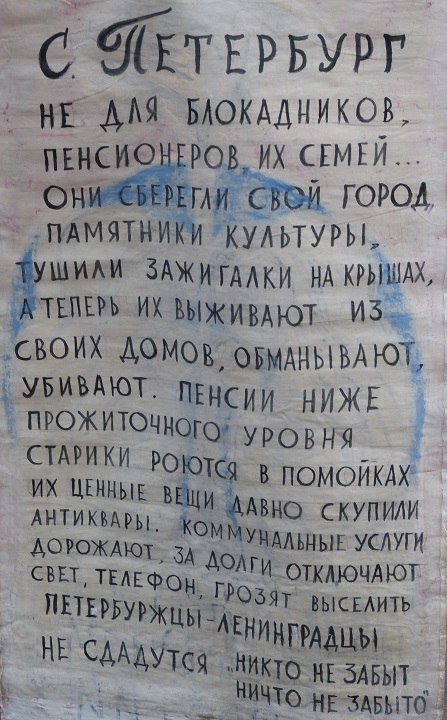 С. ПЕТЕРБУРГ
НЕ ДЛЯ БЛОКАДНИКОВ,
ПЕНСИОНЕРОВ, ИХ СЕМЕЙ...
ОНИ СБЕРЕГЛИ СВОЙ ГОРОД,
ПАМЯТНИКИ КУЛЬТУРЫ,
ТУШИЛИ ЗАЖИГАЛКИ НА КРЫШАХ,
А ТЕПЕРЬ ИХ ВЫЖИВАЮТ ИЗ
СВОИХ ДОМОВ, ОБМАНЫВАЮТ,
УБИВАЮТ. ПЕНСИИ НИЖЕ
ПРОЖИТОЧНОГО УРОВНЯ
СТАРИКИ РОЮТСЯ В ПОМОЙКАХ
ИХ ЦЕННЫЕ ВЕЩИ ДАВНО СКУПИЛИ
АНТИКВАРЫ. КОММУНАЛЬНЫЕ УСЛУГИ
ДОРОЖАЮТ, ЗА ДОЛГИ ОТКЛЮЧАЮТ
СВЕТ, ТЕЛЕФОН, ГРОЗЯТ ВЫСЕЛИТЬ
ПЕТЕРБУРЖЦЫ-ЛЕНИНГРАДЦЫ
НЕ СДАДУТСЯ „НИКТО НЕ ЗАБЫТ
НИЧТО НЕ ЗАБЫТО"